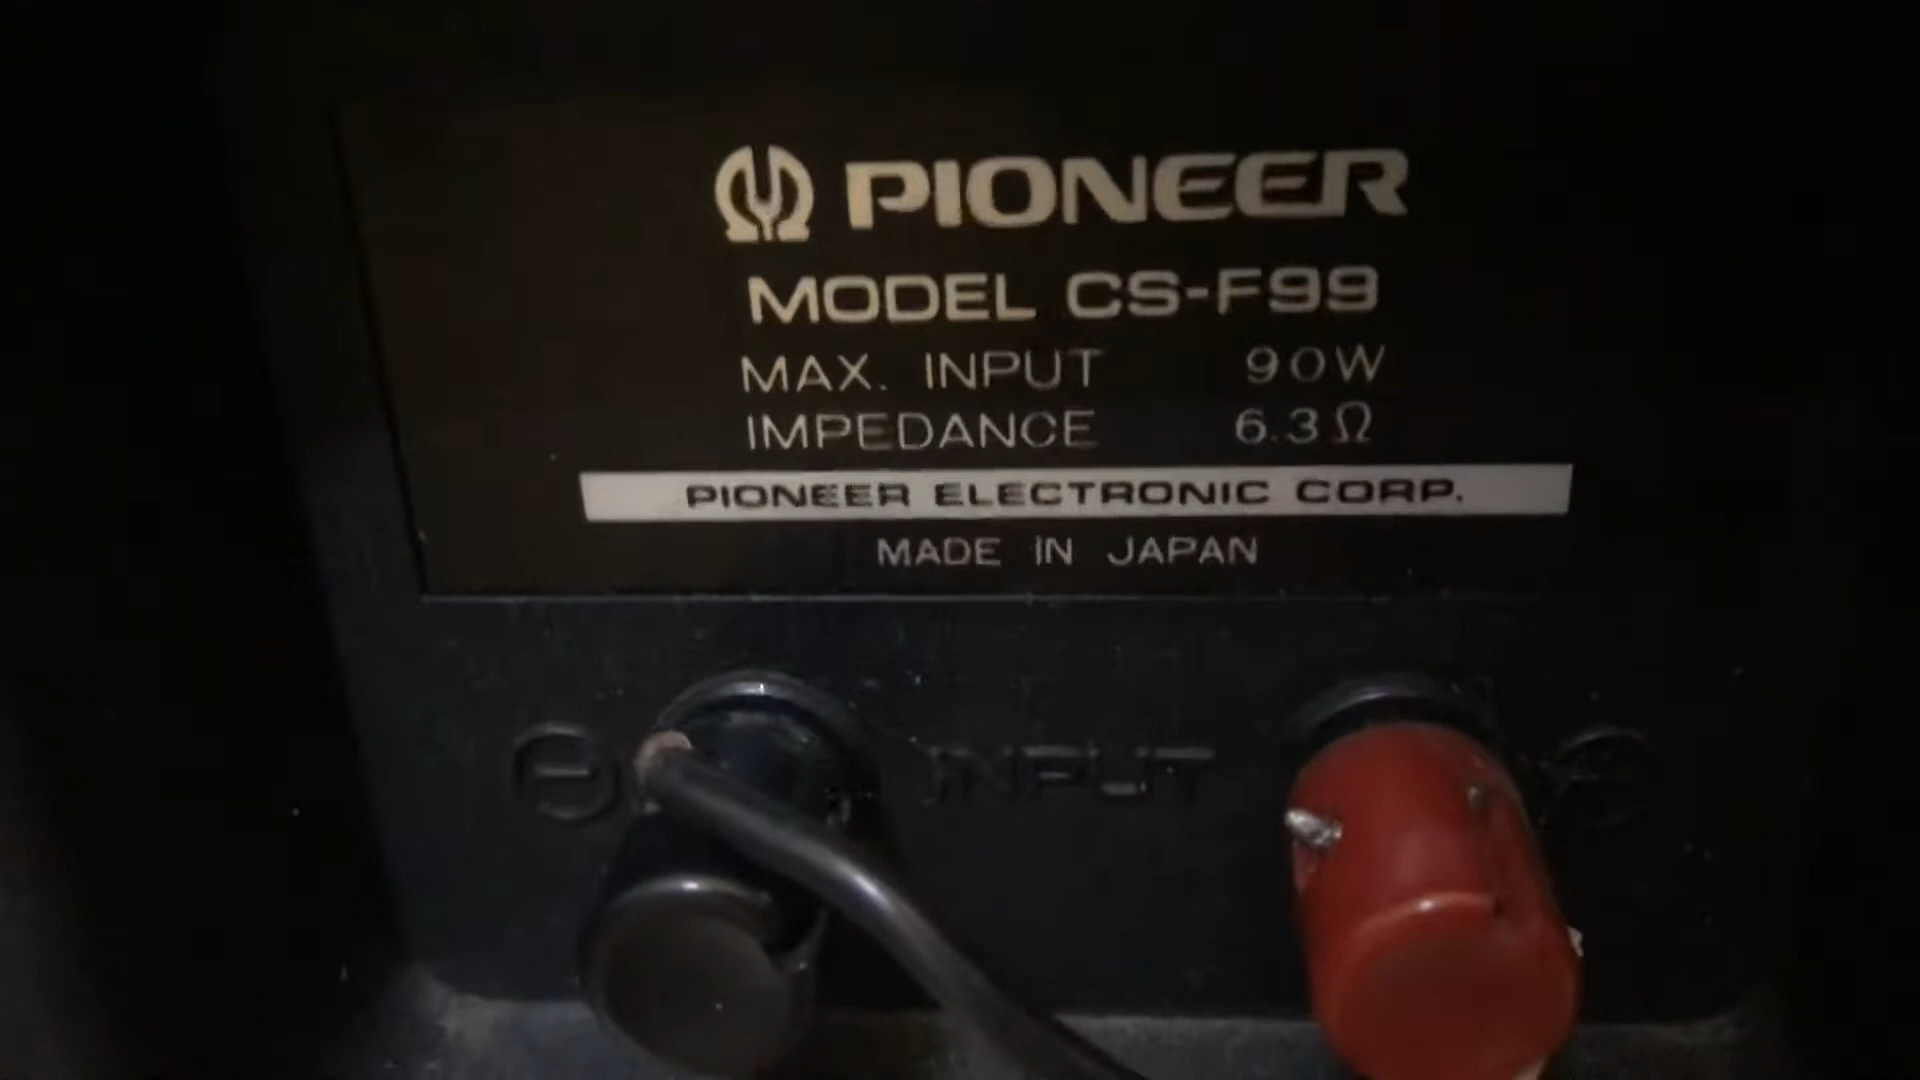 PIONEER
MODEL CS-F99
MAX. INPUT 90W
IMPEDANCE 6.3Ω
PIONEER ELECTRONIC CORP.
MADE IN JAPAN
INPUT